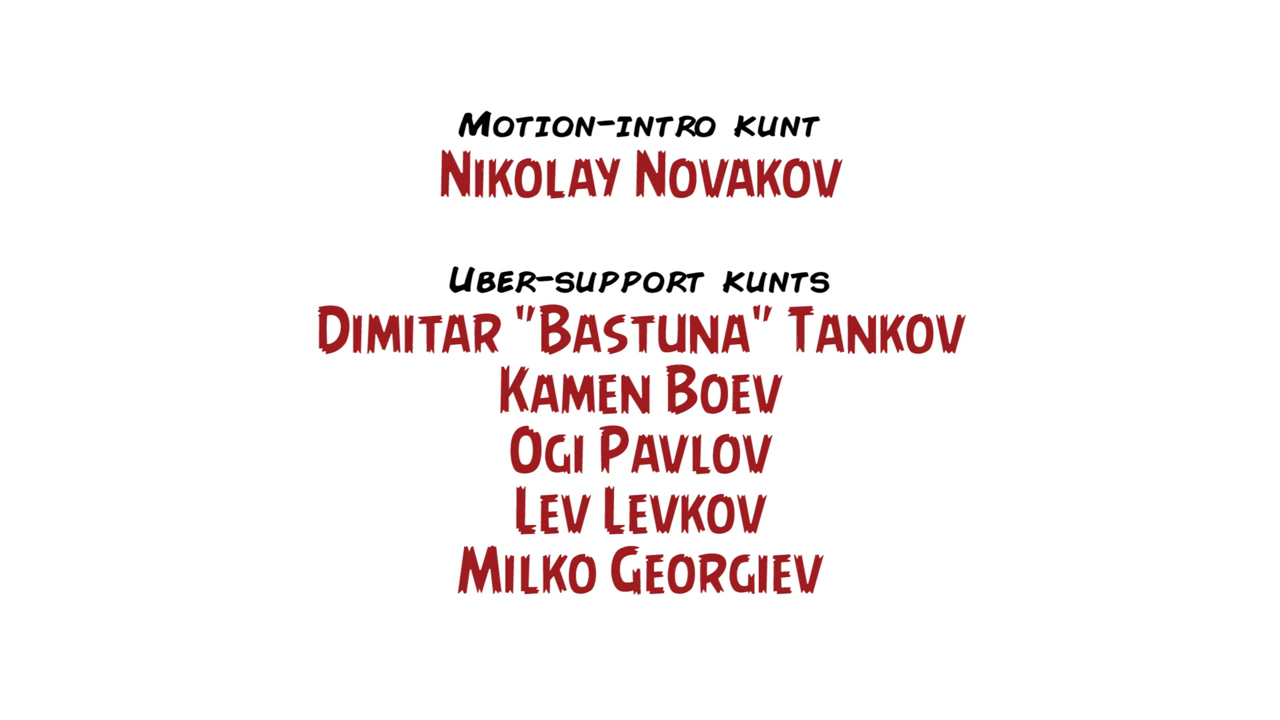 Motion-intro kunt
Nikolay Novakov
Uber-support kunts
Dimitar "Bastuna" Tankov
Kamen Boev
Ogi Pavlov
Lev Levkov
Milko Georgiev